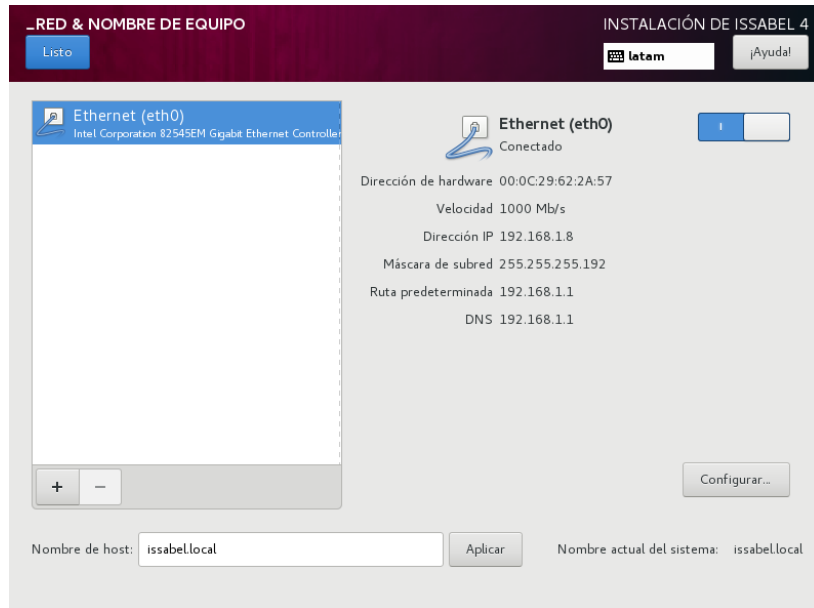 _RED & NOMBRE DE EQUIPO
INSTALACIÓN DE ISSABEL 4
Listo
latam
¡Ayuda!
Ethernet (eth0)
Intel Corporation 82545EM Gigabit Ethernet Controller
Ethernet (eth0)
Conectado
Dirección de hardware 00:0C:29:62:2A:57
Velocidad 1000 Mb/s
Dirección IP 192.168.1.8
Máscara de subred 255.255.255.192
Ruta predeterminada 192.168.1.1
DNS 192.168.1.1
+ −
Configurar...
Nombre de host: issabel.local Aplicar Nombre actual del sistema: issabel.local